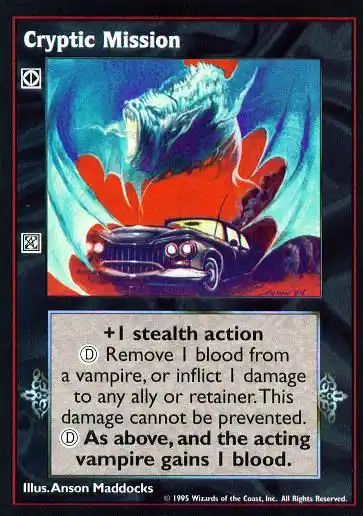 Cryptic Mission
+1 stealth action
Ⓓ Remove 1 blood from
a vampire, or inflict 1 damage
to any ally or retainer. This
damage cannot be prevented.
Ⓓ As above, and the acting
vampire gains 1 blood.
Illus. Anson Maddocks
© 1995 Wizards of the Coast, Inc. All Rights Reserved.